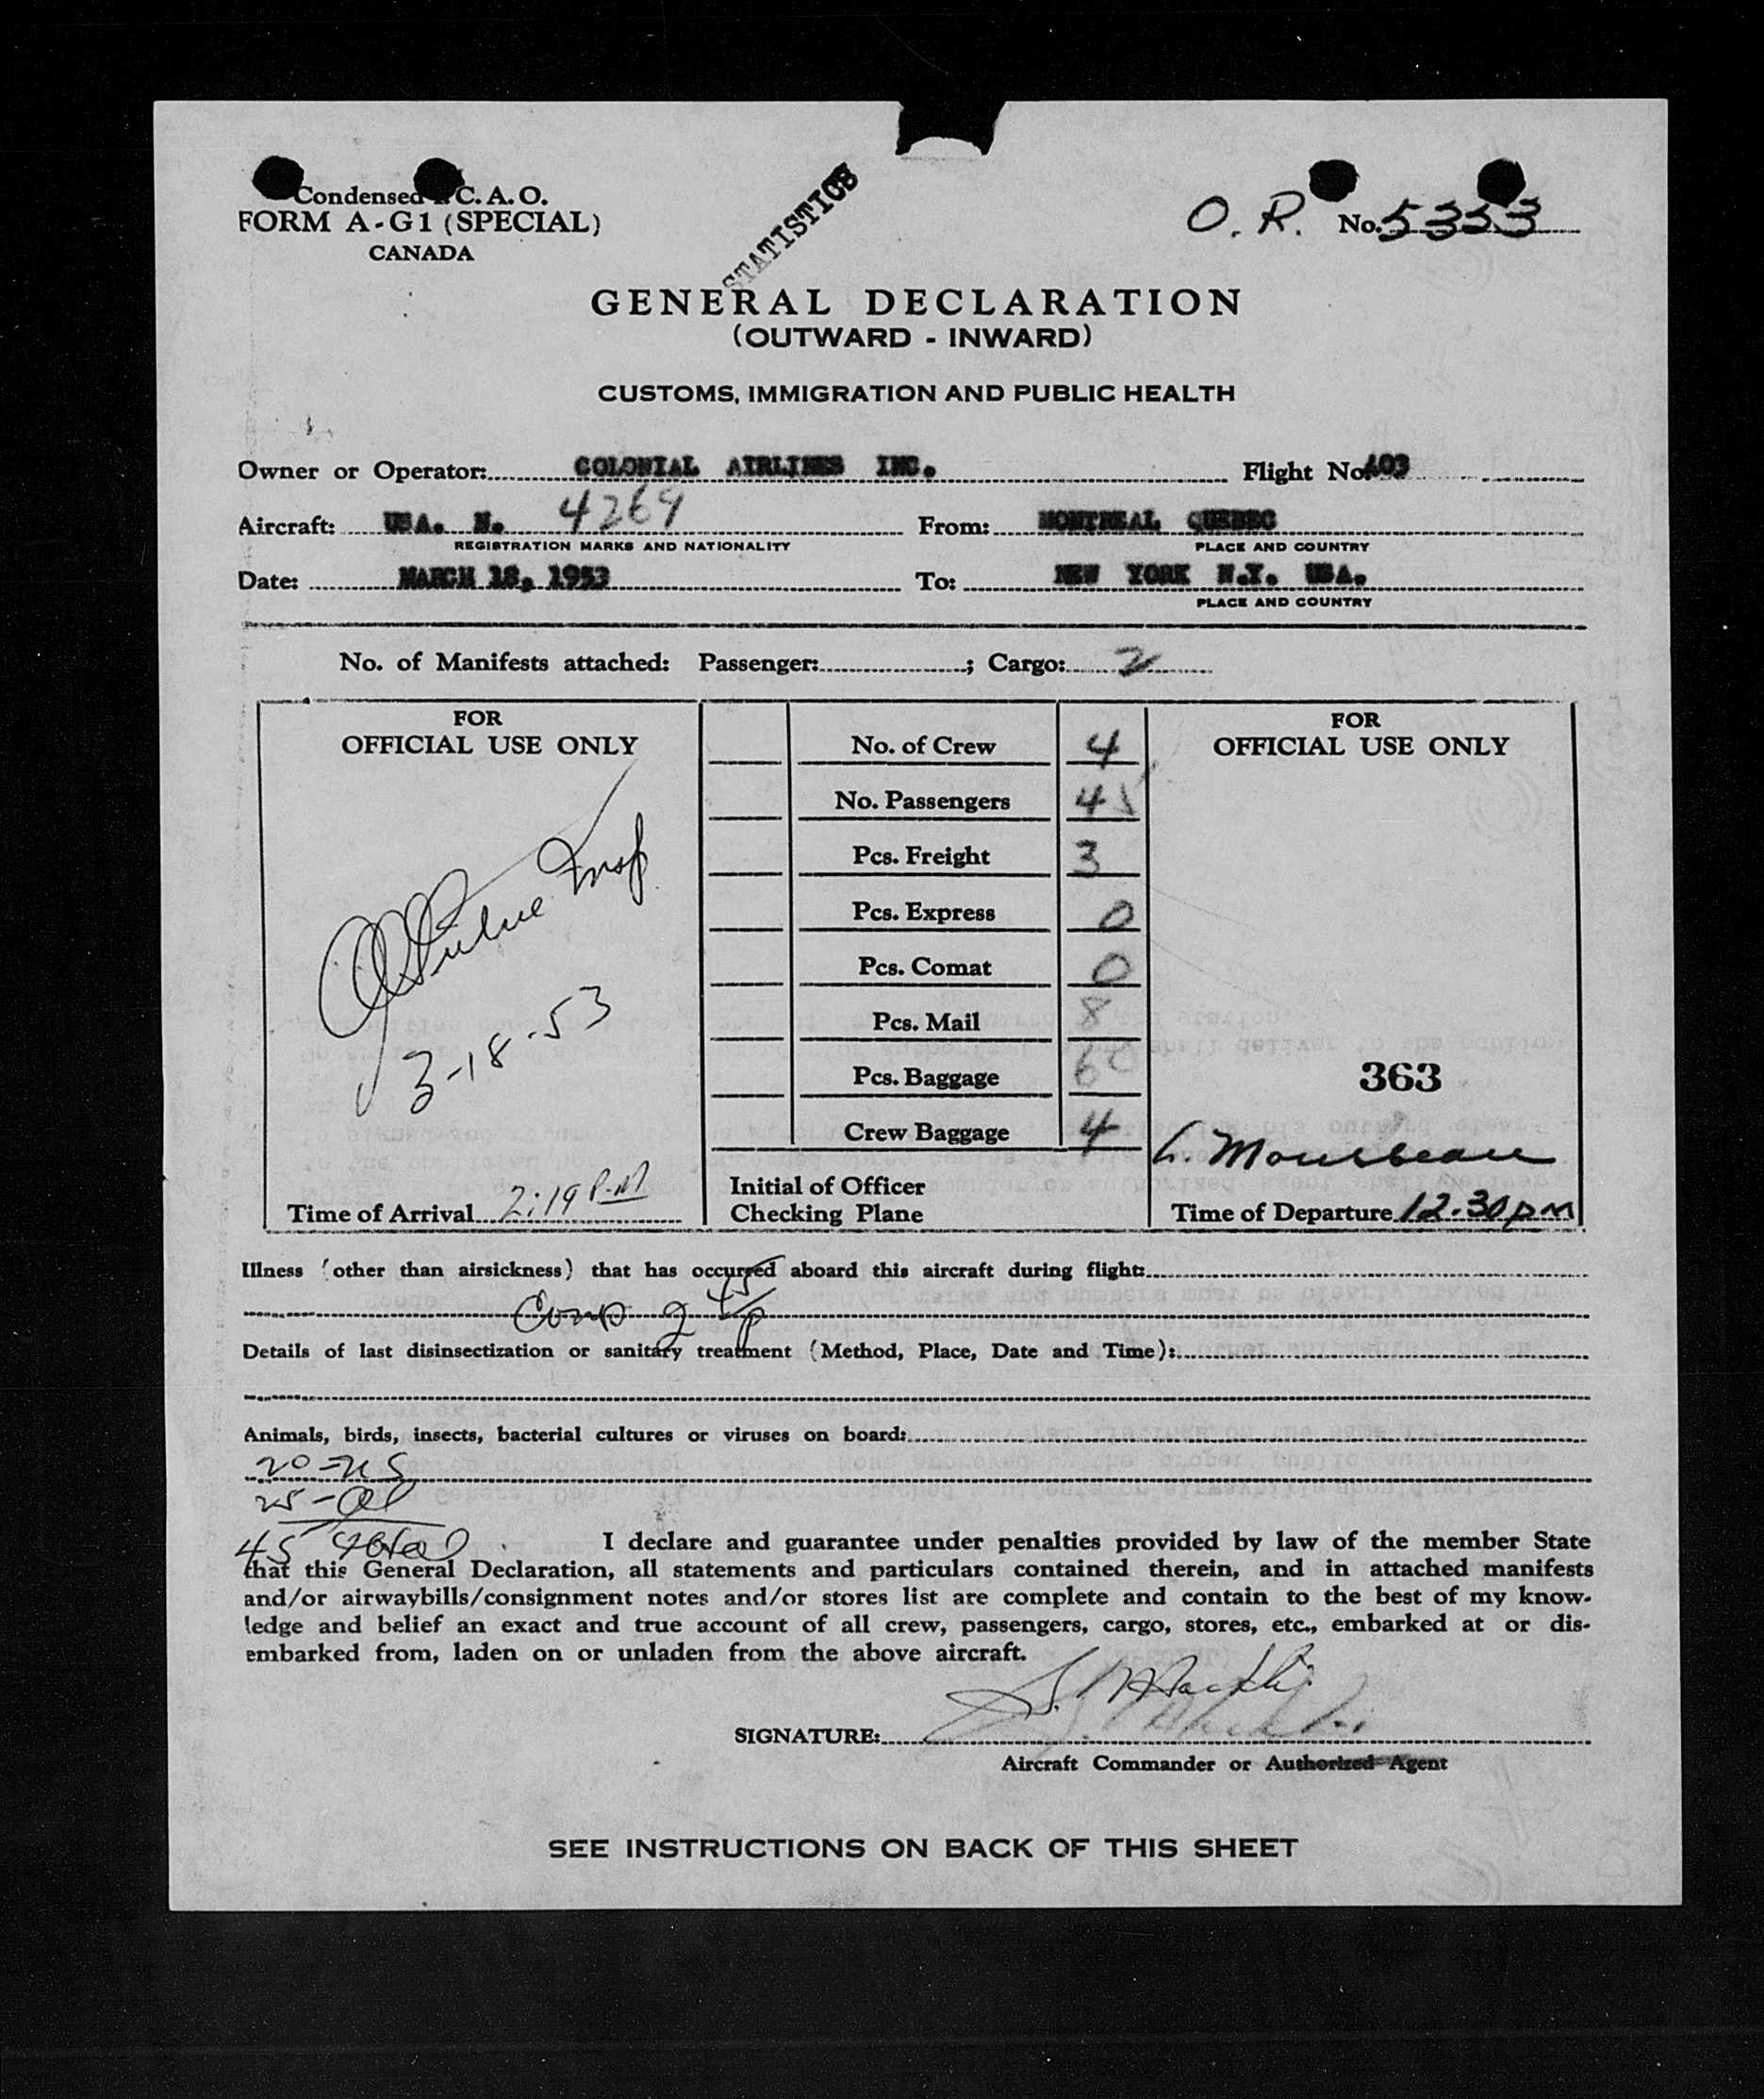 Condensed I. C. A. O.
FORM A-G1 (SPECIAL)
CANADA
STATISTICS
O. R. No. 5353
GENERAL DECLARATION
(OUTWARD - INWARD)
CUSTOMS, IMMIGRATION AND PUBLIC HEALTH
Owner or Operator: COLONIAL AIRLINES INC. Flight No. 403
Aircraft: USA. N. 4269 From: MONTREAL QUEBEC
REGISTRATION MARKS AND NATIONALITY PLACE AND COUNTRY
Date: MARCH 18, 1953 To: NEW YORK N.Y. USA.
PLACE AND COUNTRY
No. of Manifests attached: Passenger: ; Cargo: 2
FOR
OFFICIAL USE ONLY
Insp
3-18-53
Time of Arrival 2:19 P.M
No. of Crew 4
No. Passengers 45
Pcs. Freight 3
Pcs. Express 0
Pcs. Comat 0
Pcs. Mail 8
Pcs. Baggage 60
Crew Baggage 4
Initial of Officer
Checking Plane
FOR
OFFICIAL USE ONLY
363
Time of Departure 12.30 PM
Illness (other than airsickness) that has occurred aboard this aircraft during flight:
45/p
Details of last disinsectization or sanitary treatment (Method, Place, Date and Time):
Animals, birds, insects, bacterial cultures or viruses on board:
20-US
25-Al
45 total
I declare and guarantee under penalties provided by law of the member State
that this General Declaration, all statements and particulars contained therein, and in attached manifests
and/or airwaybills/consignment notes and/or stores list are complete and contain to the best of my know-
ledge and belief an exact and true account of all crew, passengers, cargo, stores, etc., embarked at or dis-
embarked from, laden on or unladen from the above aircraft.
SIGNATURE:
Aircraft Commander or Authorized Agent
SEE INSTRUCTIONS ON BACK OF THIS SHEET